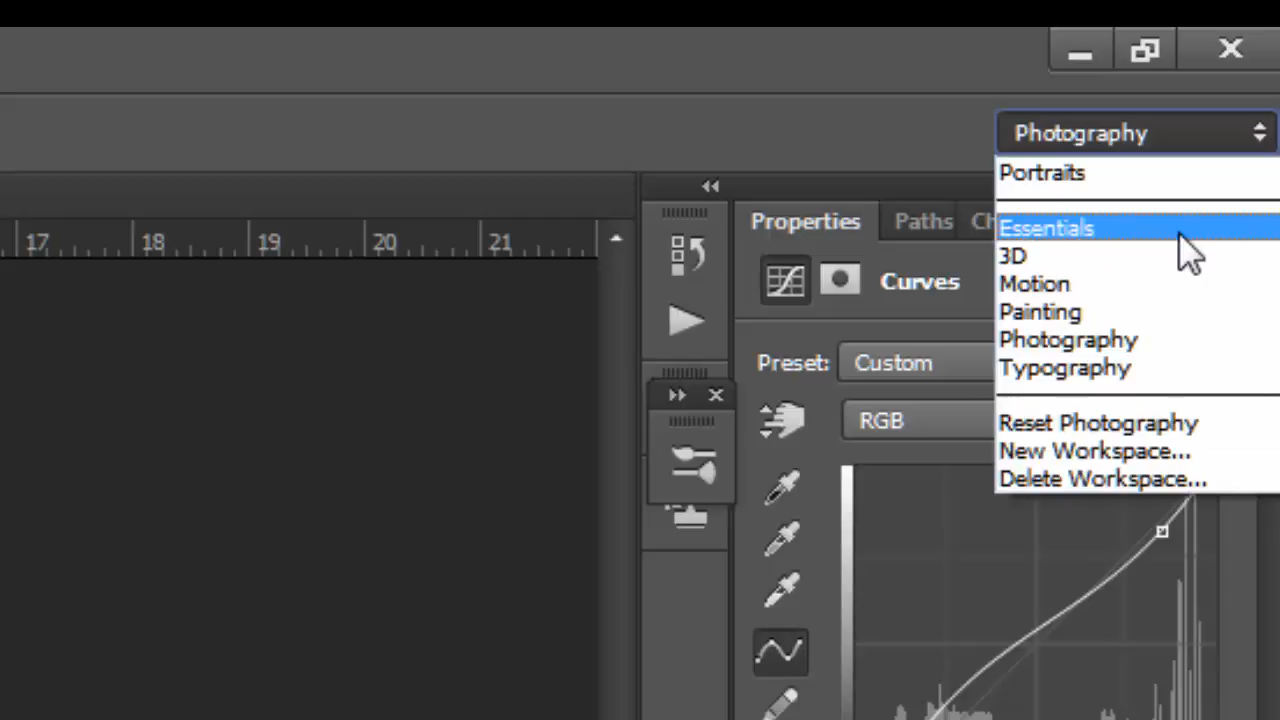 Photography
Portraits
Essentials
3D
Motion
Painting
Photography
Typography
Reset Photography
New Workspace...
Delete Workspace...
17 18 19 20 21
Properties Paths Ch
Curves
Preset: Custom
RGB